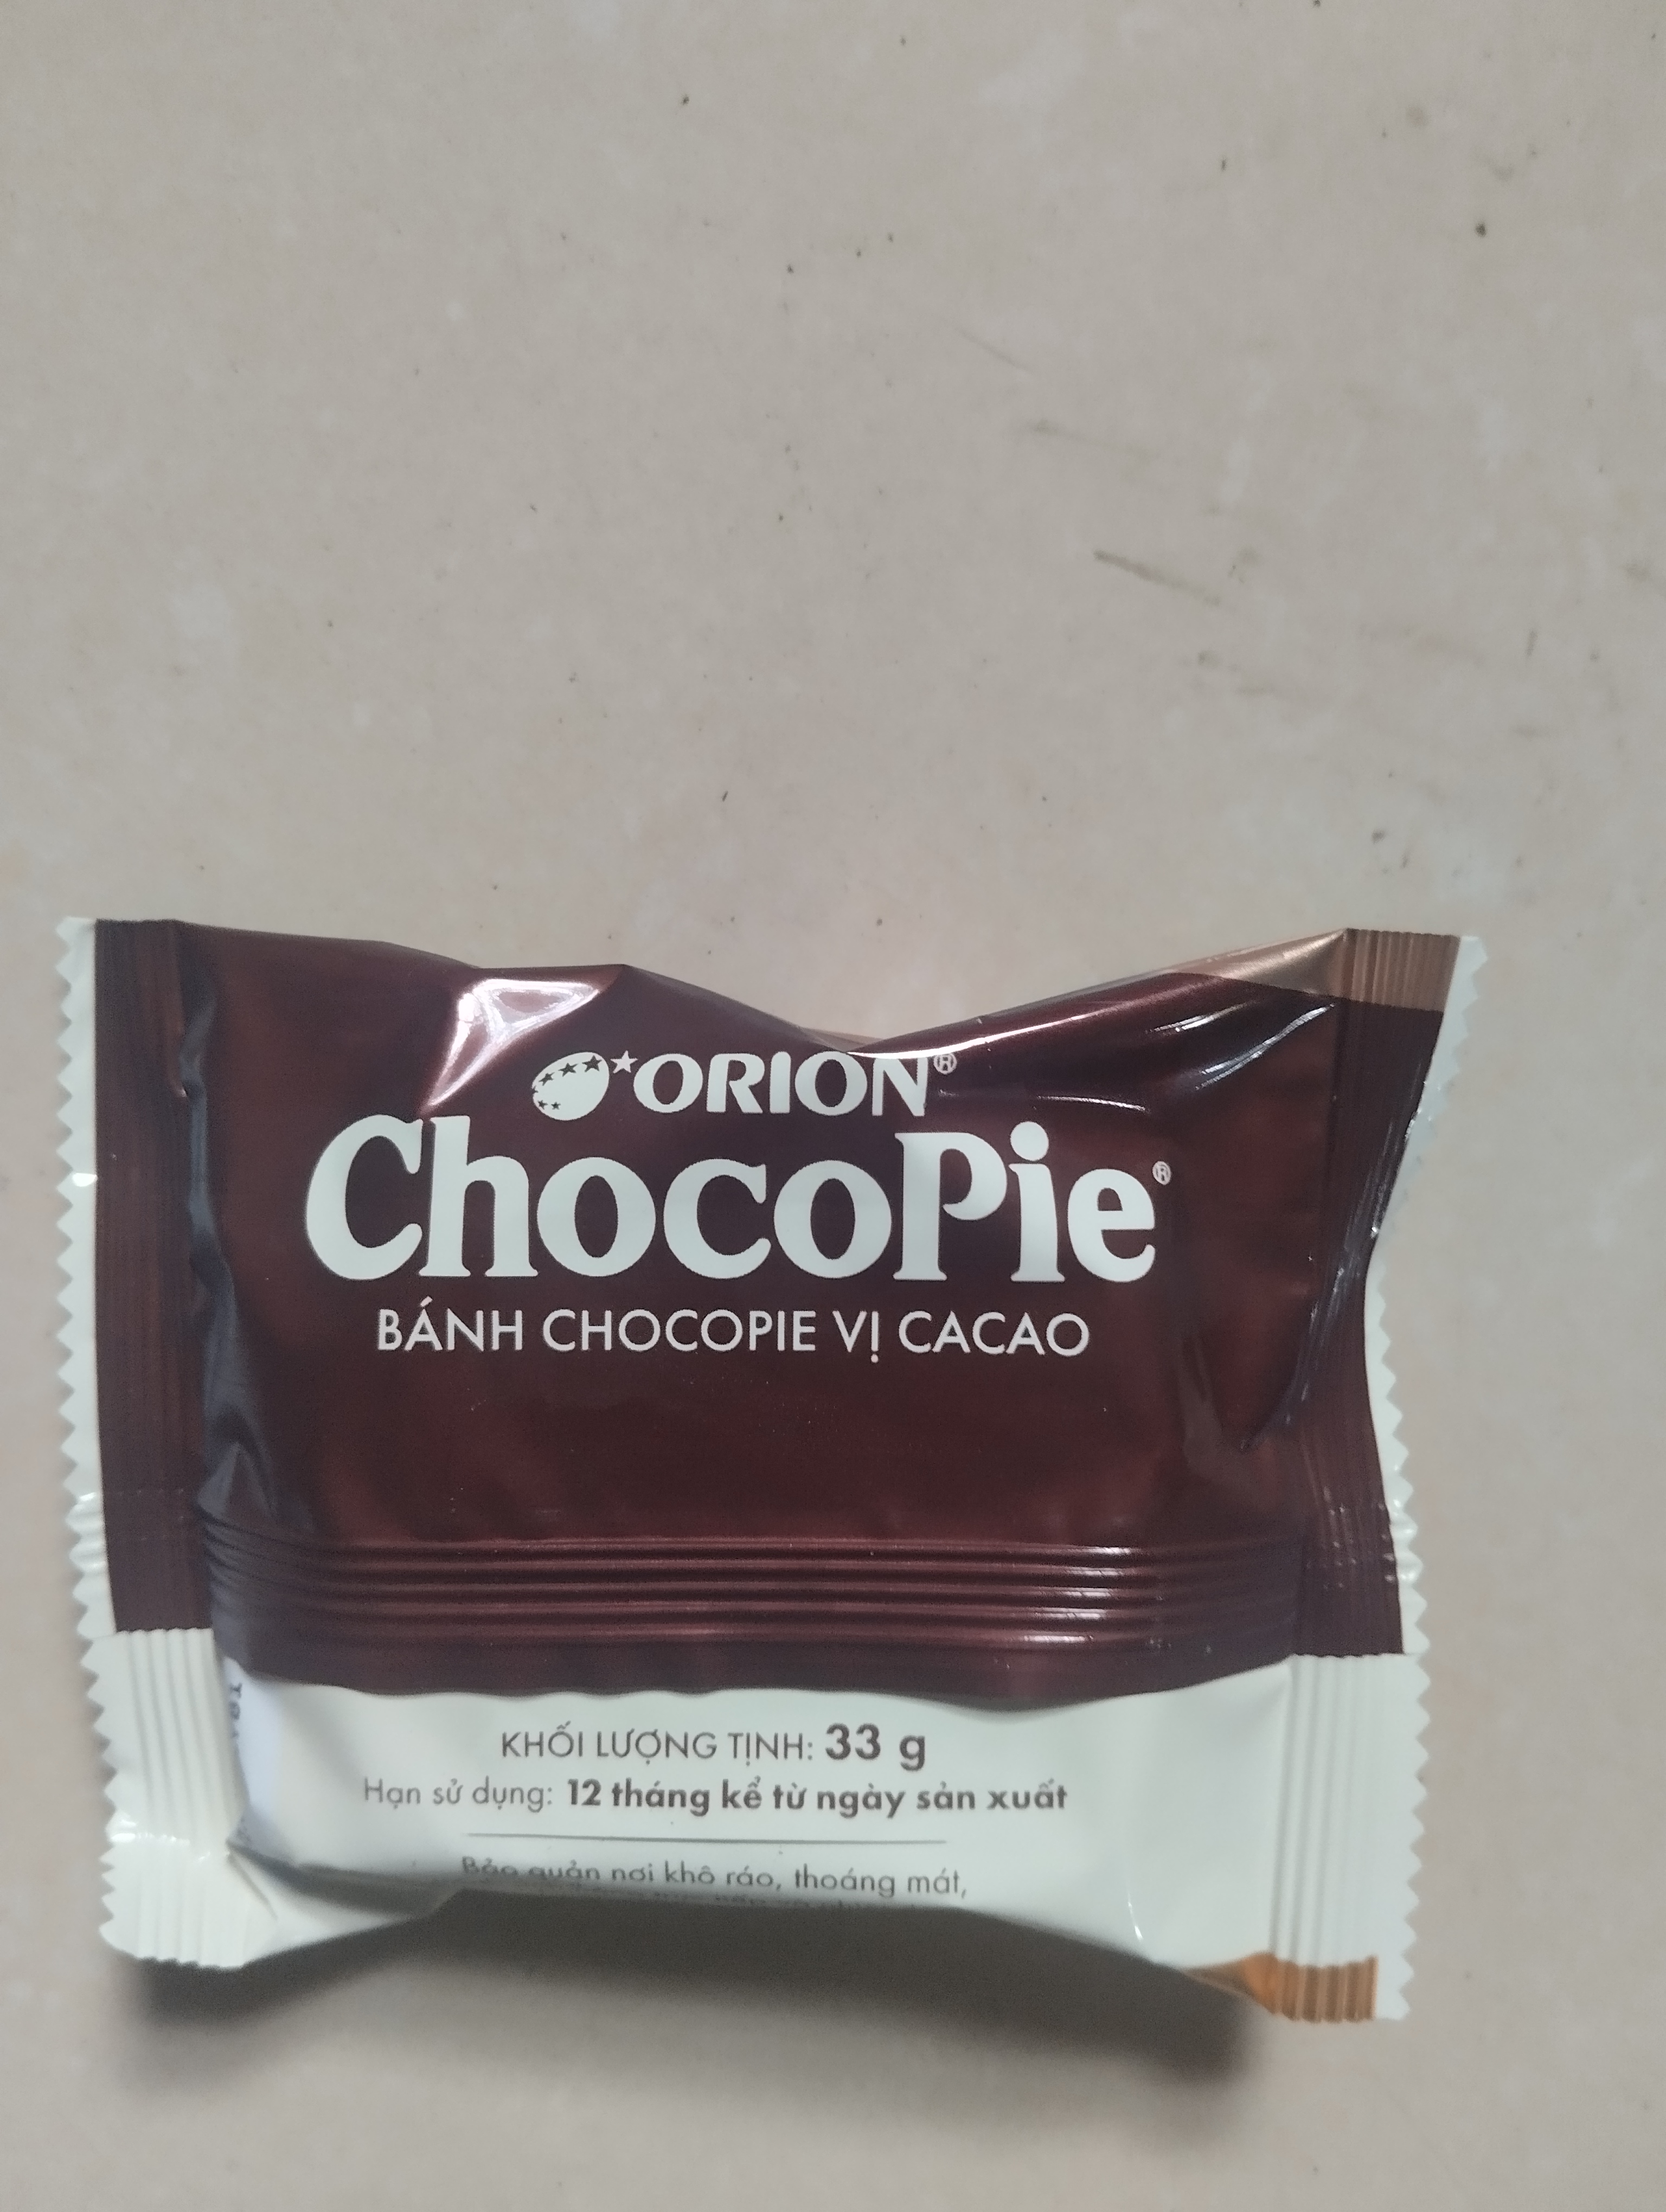 ORION®
ChocoPie®
BÁNH CHOCOPIE VỊ CACAO
KHỐI LƯỢNG TỊNH: 33 g
Hạn sử dụng: 12 tháng kể từ ngày sản xuất
Bảo quản nơi khô ráo, thoáng mát,